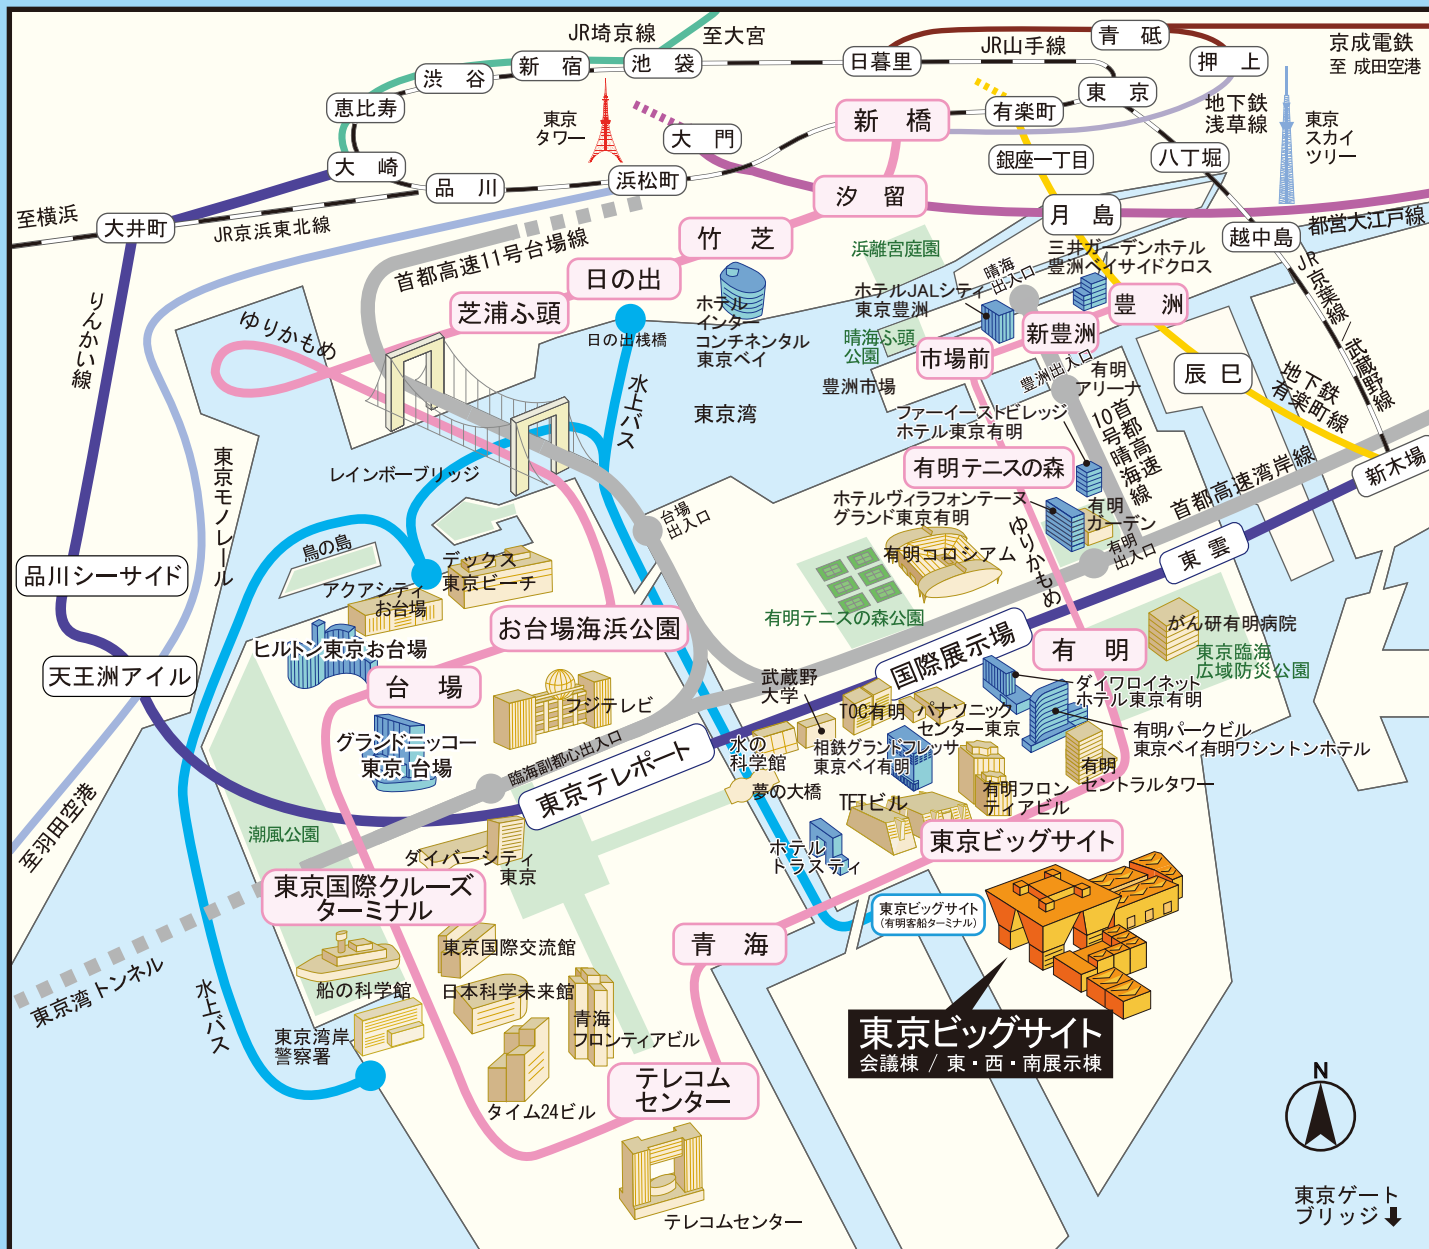 JR埼京線
至大宮
青砥
京成電鉄
至 成田空港
JR山手線
日暮里
押上
池袋
新宿
渋谷
恵比寿
東京
タワー
大門
新橋
有楽町
東京
地下鉄
浅草線
東京
スカイ
ツリー
銀座一丁目
八丁堀
大崎
品川
浜松町
汐留
月島
至横浜
大井町
JR京浜東北線
首都高速11号台場線
竹芝
浜離宮庭園
越中島
都営大江戸線
三井ガーデンホテル
豊洲ベイサイドクロス
JR京葉線/武蔵野線
日の出
ホテル
インター
コンチネンタル
東京ベイ
ホテルJALシティ
東京豊洲
晴海
出入口
豊洲
りんかい線
ゆりかもめ
芝浦ふ頭
日の出桟橋
晴海ふ頭
公園
新豊洲
市場前
豊洲出入口
有明
アリーナ
辰巳
地下鉄
有楽町線
水上バス
東京湾
豊洲市場
ファーイーストビレッジ
ホテル東京有明
首都高速
10号晴海線
新木場
首都高速湾岸線
東京モノレール
レインボーブリッジ
有明テニスの森
ホテルヴィラフォンテーヌ
グランド東京有明
有明
ガーデン
有明
出入口
ゆりかもめ
東雲
台場
出入口
鳥の島
デックス
東京ビーチ
有明コロシアム
品川シーサイド
アクアシティ
お台場
お台場海浜公園
有明テニスの森公園
がん研有明病院
東京臨海
広域防災公園
ヒルトン東京お台場
国際展示場
有明
天王洲アイル
台場
武蔵野
大学
フジテレビ
TOC有明
パナソニック
センター東京
ダイワロイネット
ホテル東京有明
有明パークビル
東京ベイ有明ワシントンホテル
グランドニッコー
東京 台場
臨海副都心出入口
東京テレポート
水の
科学館
相鉄グランドフレッサ
東京ベイ有明
有明
セントラルタワー
有明フロン
ティアビル
夢の大橋
TFTビル
至羽田空港
潮風公園
ダイバーシティ
東京
ホテル
トラスティ
東京ビッグサイト
東京国際クルーズ
ターミナル
東京ビッグサイト
(有明客船ターミナル)
青海
東京国際交流館
東京湾トンネル
水上バス
船の科学館
日本科学未来館
青海
フロンティアビル
東京湾岸
警察署
東京ビッグサイト
会議棟 / 東・西・南展示棟
テレコム
センター
タイム24ビル
N
東京ゲート
ブリッジ
テレコムセンター